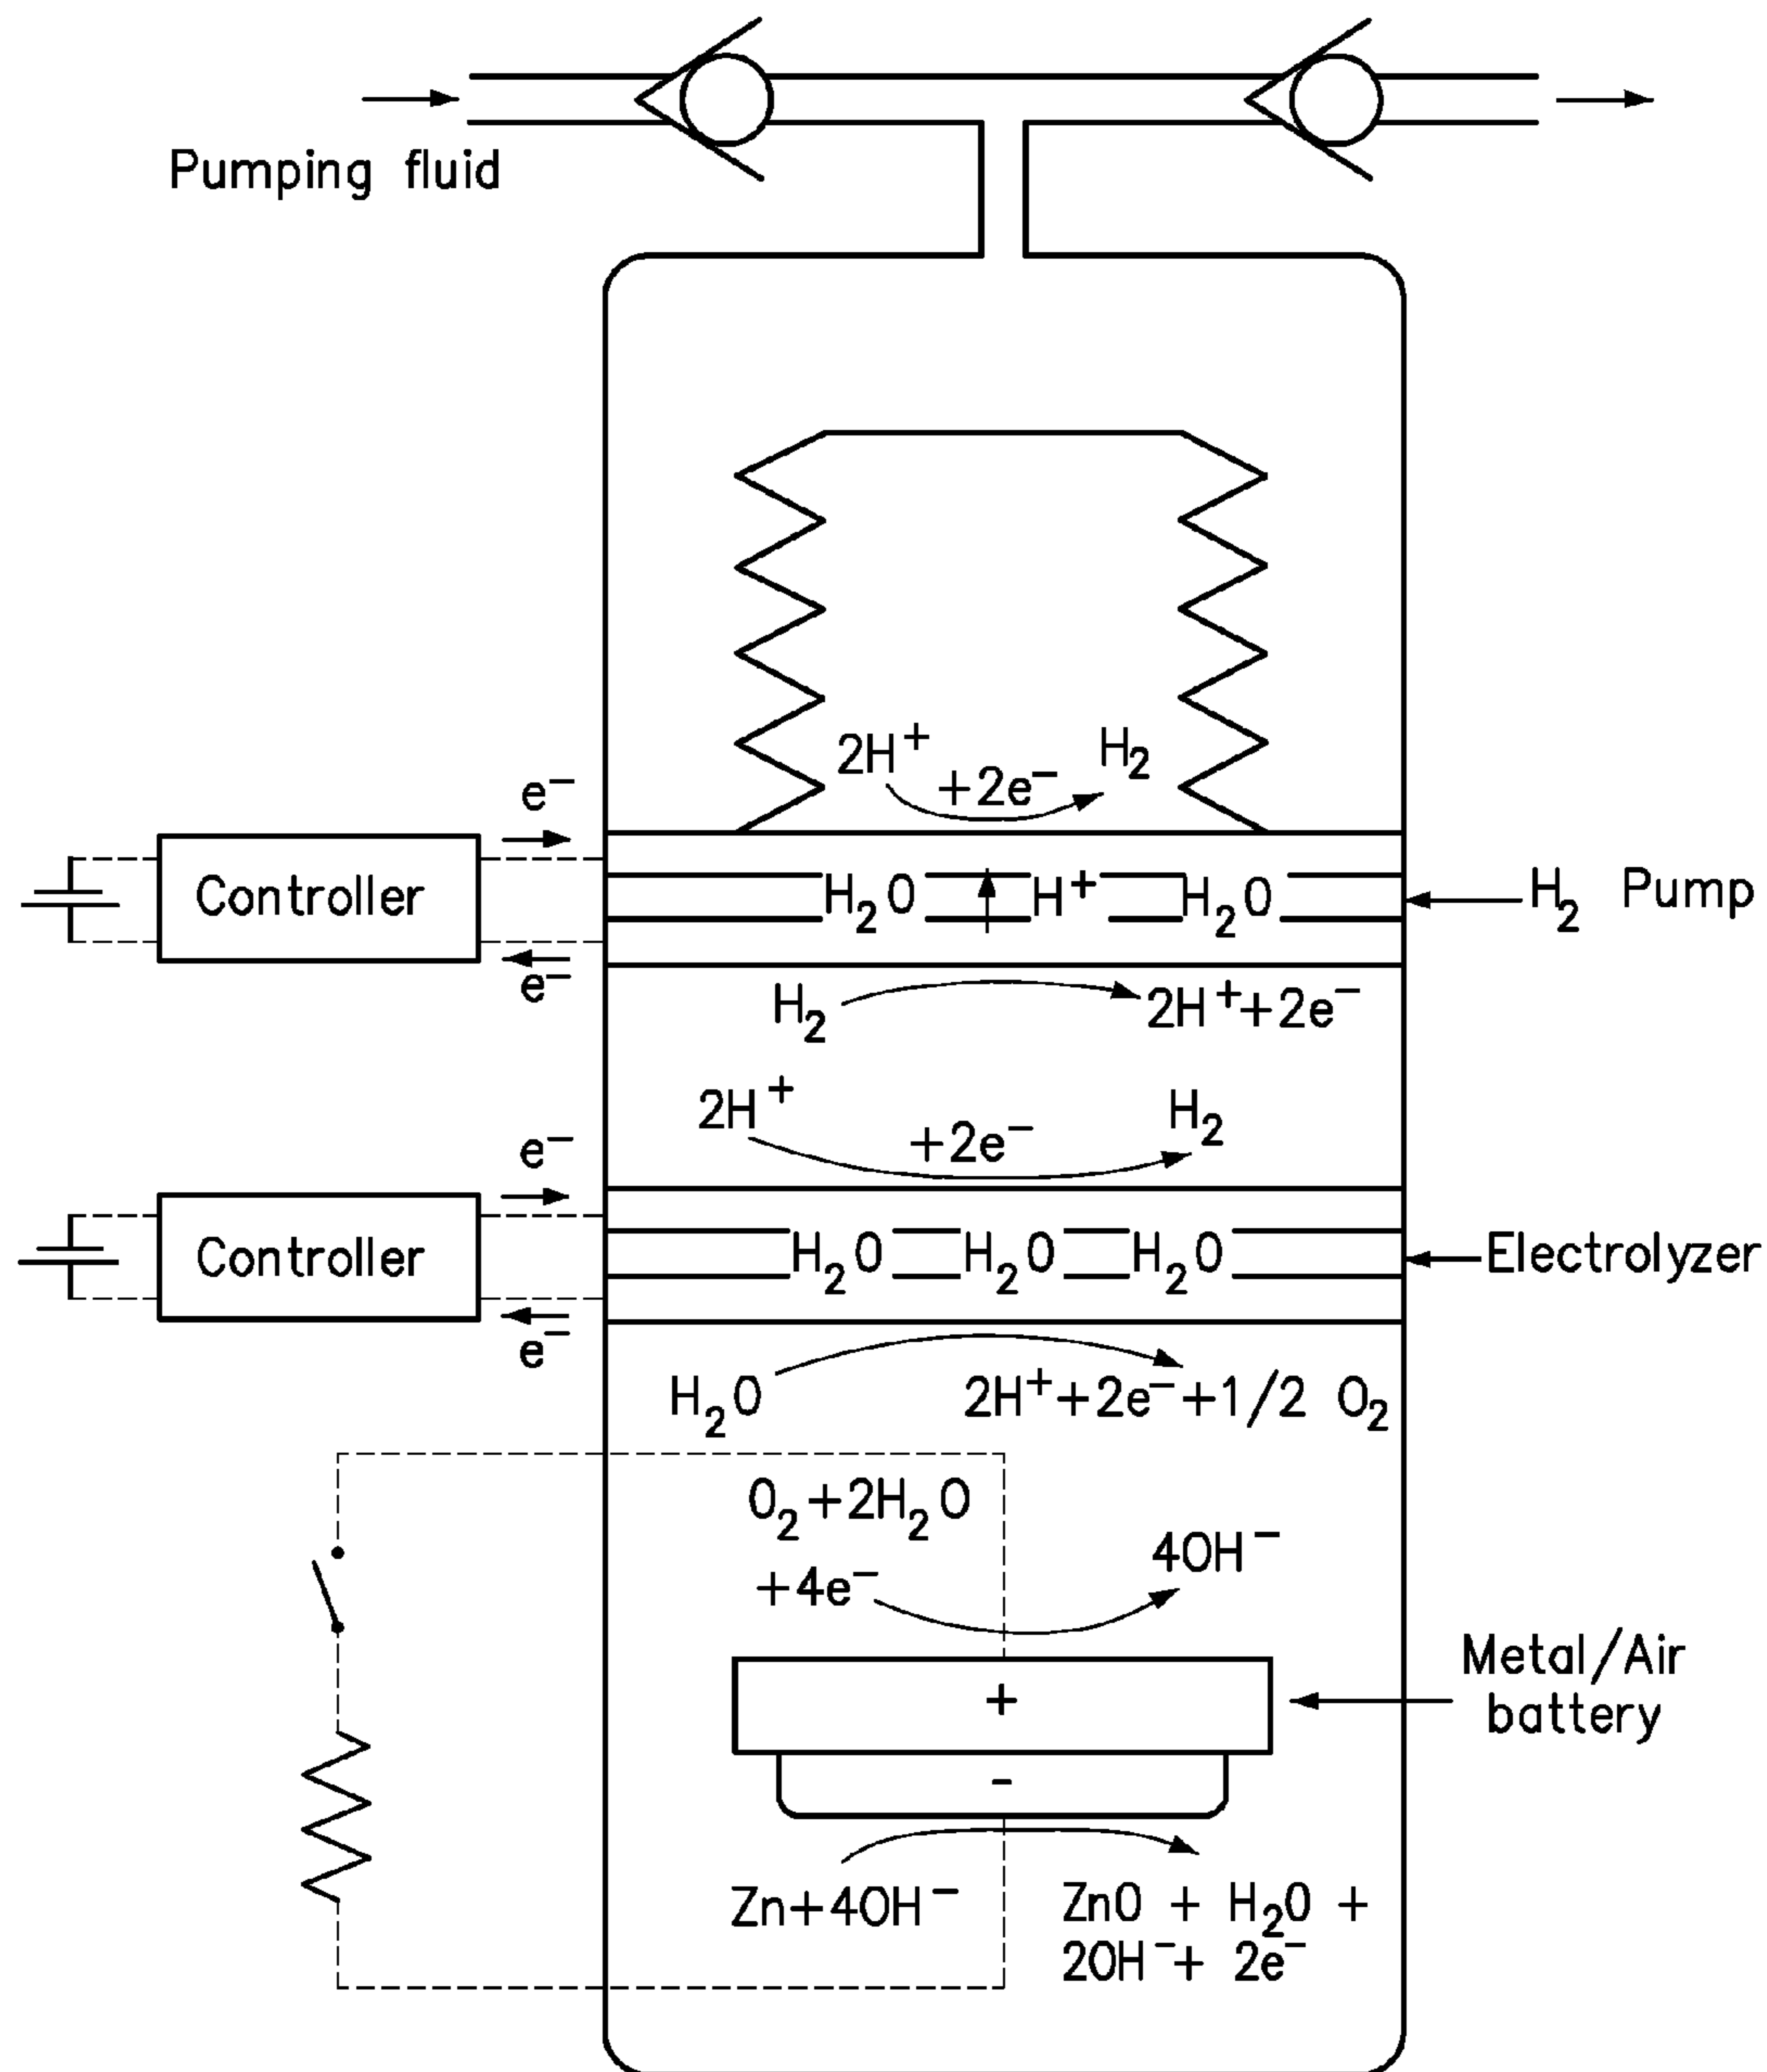 Pumping fluid
2H⁺ +2e⁻ H₂
e⁻
Controller
H₂O H⁺ H₂O
H₂ Pump
e⁻
H₂ 2H⁺+2e⁻
2H⁺ +2e⁻ H₂
e⁻
Controller
H₂O H₂O H₂O
Electrolyzer
e⁻
H₂O 2H⁺+2e⁻+1/2 O₂
O₂+2H₂O
+4e⁻ 4OH⁻
Metal/Air
battery
+
-
Zn+4OH⁻ ZnO + H₂O +
2OH⁻+ 2e⁻